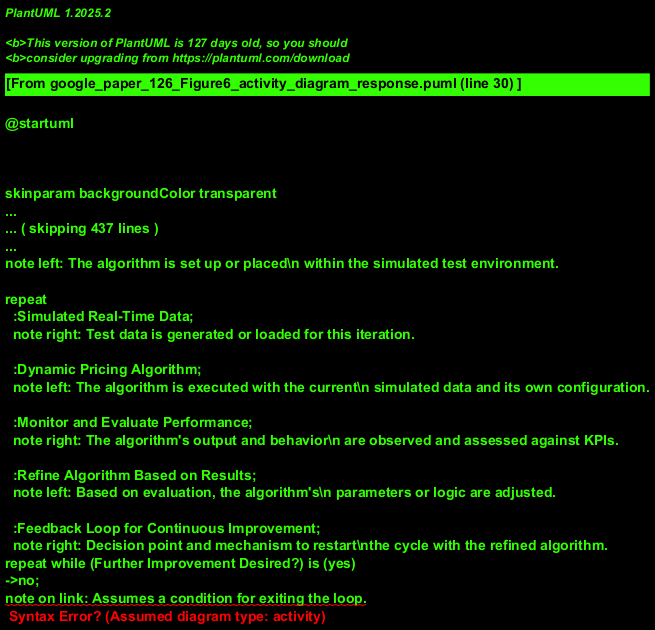 PlantUML 1.2025.2
<b>This version of PlantUML is 127 days old, so you should
<b>consider upgrading from https://plantuml.com/download
[From google_paper_126_Figure6_activity_diagram_response.puml (line 30) ]
@startuml
skinparam backgroundColor transparent
...
... ( skipping 437 lines )
...
note left: The algorithm is set up or placed\n within the simulated test environment.
repeat
:Simulated Real-Time Data;
note right: Test data is generated or loaded for this iteration.
:Dynamic Pricing Algorithm;
note left: The algorithm is executed with the current\n simulated data and its own configuration.
:Monitor and Evaluate Performance;
note right: The algorithm's output and behavior\n are observed and assessed against KPIs.
:Refine Algorithm Based on Results;
note left: Based on evaluation, the algorithm's\n parameters or logic are adjusted.
:Feedback Loop for Continuous Improvement;
note right: Decision point and mechanism to restart\nthe cycle with the refined algorithm.
repeat while (Further Improvement Desired?) is (yes)
->no;
note on link: Assumes a condition for exiting the loop.
Syntax Error? (Assumed diagram type: activity)